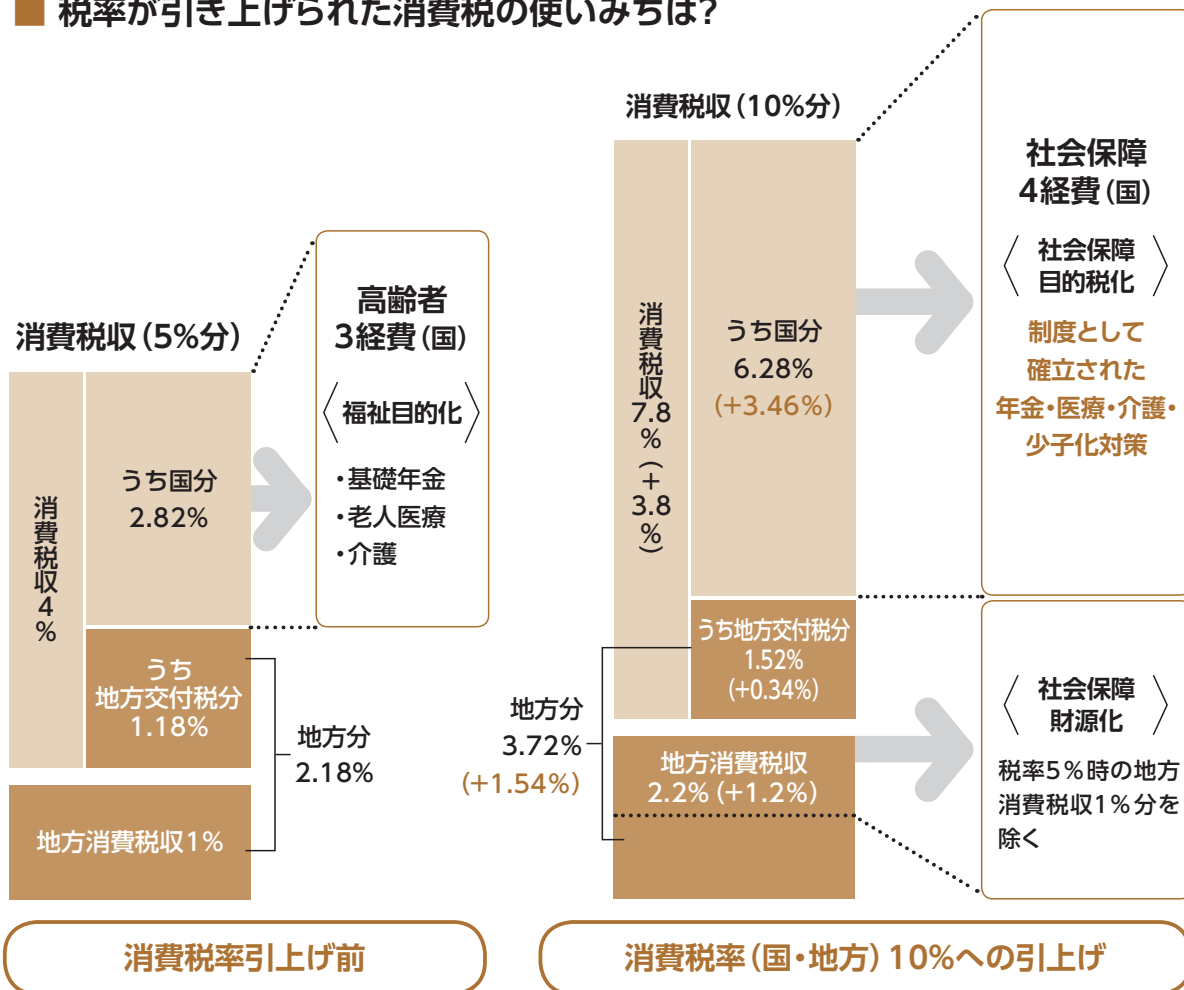 ■ 税率が引き上げられた消費税の使いみちは?
消費税収(5%分)
消費税収4%
うち国分
2.82%
うち
地方交付税分
1.18%
地方消費税収1%
地方分
2.18%
高齢者
3経費(国)
〈福祉目的化〉
・基礎年金
・老人医療
・介護
消費税率引上げ前
消費税収(10%分)
消費税収7.8%(+3.8%)
うち国分
6.28%
(+3.46%)
うち地方交付税分
1.52%
(+0.34%)
地方消費税収
2.2%(+1.2%)
地方分
3.72%
(+1.54%)
社会保障
4経費(国)
〈社会保障
目的税化〉
制度として
確立された
年金・医療・介護・
少子化対策
〈社会保障
財源化〉
税率5%時の地方
消費税収1%分を
除く
消費税率(国・地方)10%への引上げ